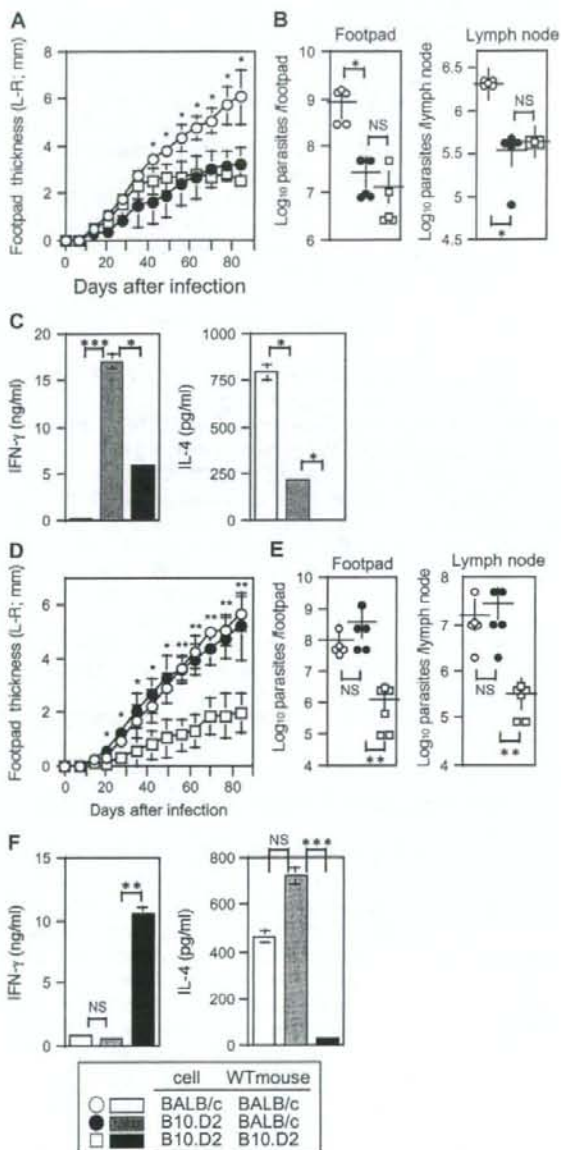 A
Footpad thickness (L-R; mm)
8
6
4
2
0
* * * * * * *
0 20 40 60 80
Days after infection
B
Footpad
Log₁₀ parasites /footpad
10
9
8
7
6
*
NS
Lymph node
Log₁₀ parasites /lymph node
6.5
6
5.5
5
4.5
NS
*
C
IFN-γ (ng/ml)
20
15
10
5
0
*** *
IL-4 (pg/ml)
1000
750
500
250
0
*
*
D
Footpad thickness (L-R; mm)
6
4
2
0
* * * * * ** ** ** ** **
0 20 40 60 80
Days after infection
E
Footpad
Log₁₀ parasites /footpad
10
9
8
7
6
5
4
NS
**
Lymph node
Log₁₀ parasites /lymph node
8
7
6
5
4
NS
**
F
IFN-γ (ng/ml)
15
10
5
0
NS
**
IL-4 (pg/ml)
800
600
400
200
0
NS ***
cell WTmouse
BALB/c BALB/c
B10.D2 BALB/c
B10.D2 B10.D2